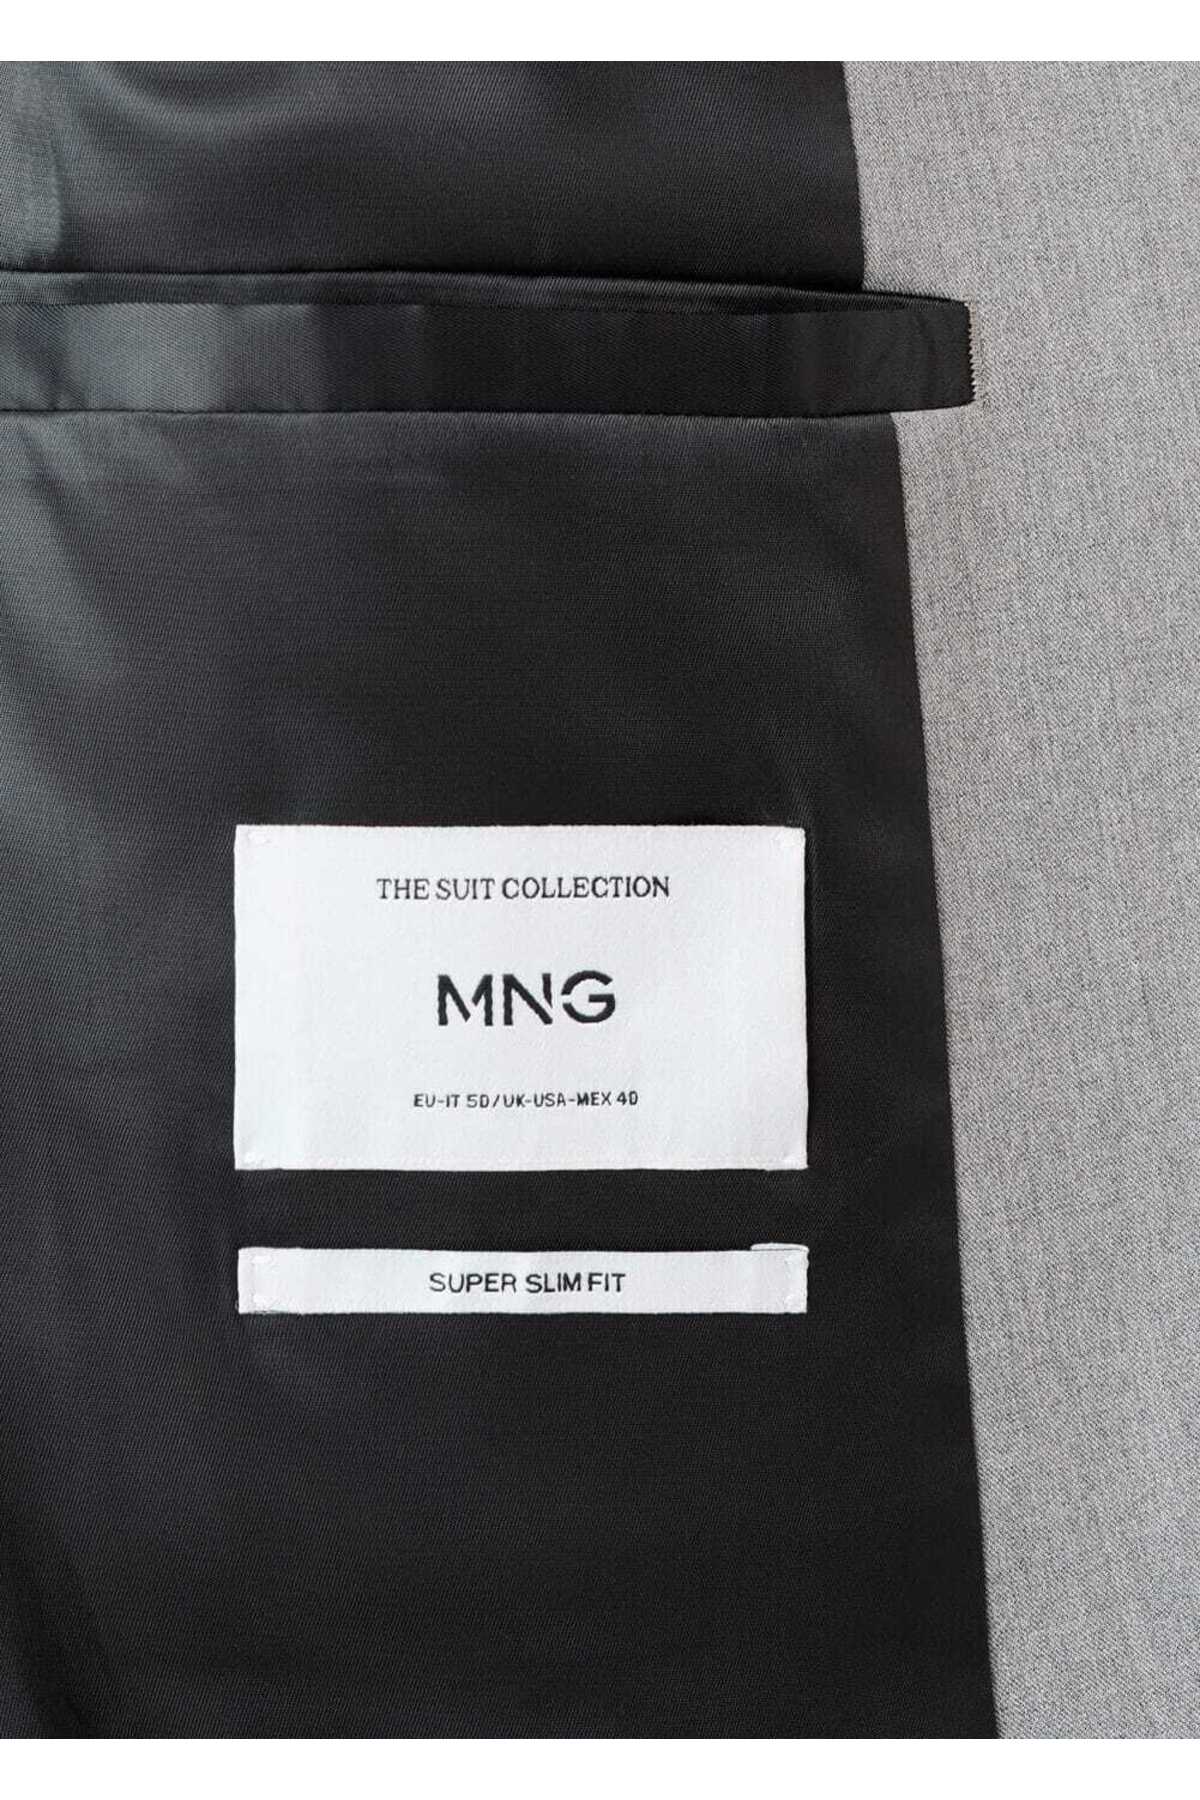 THE SUIT COLLECTION
MNG
EU-IT 50/UK-USA-MEX 40
SUPER SLIM FIT